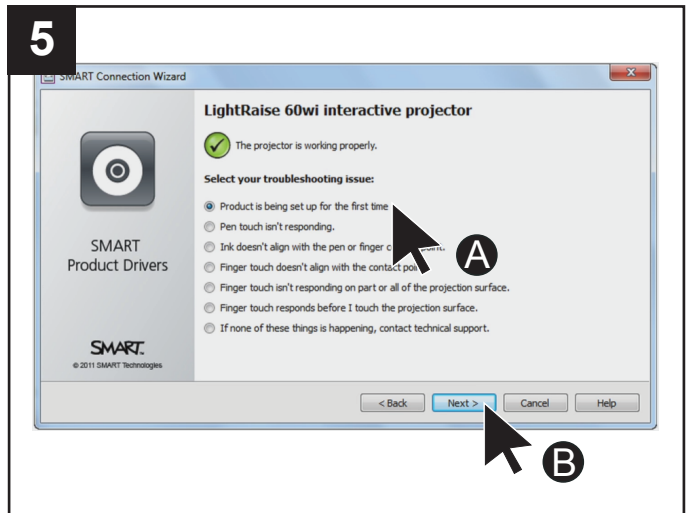 5
SMART Connection Wizard
x
LightRaise 60wi interactive projector
The projector is working properly.
Select your troubleshooting issue:
Product is being set up for the first time
Pen touch isn't responding.
Ink doesn't align with the pen or finger
A
SMART
Product Drivers
Finger touch doesn't align with the contact
Finger touch isn't responding on part or all of the projection surface.
Finger touch responds before I touch the projection surface.
If none of these things is happening, contact technical support.
SMART
© 2011 SMART Technologies
< Back Next > Cancel Help
B